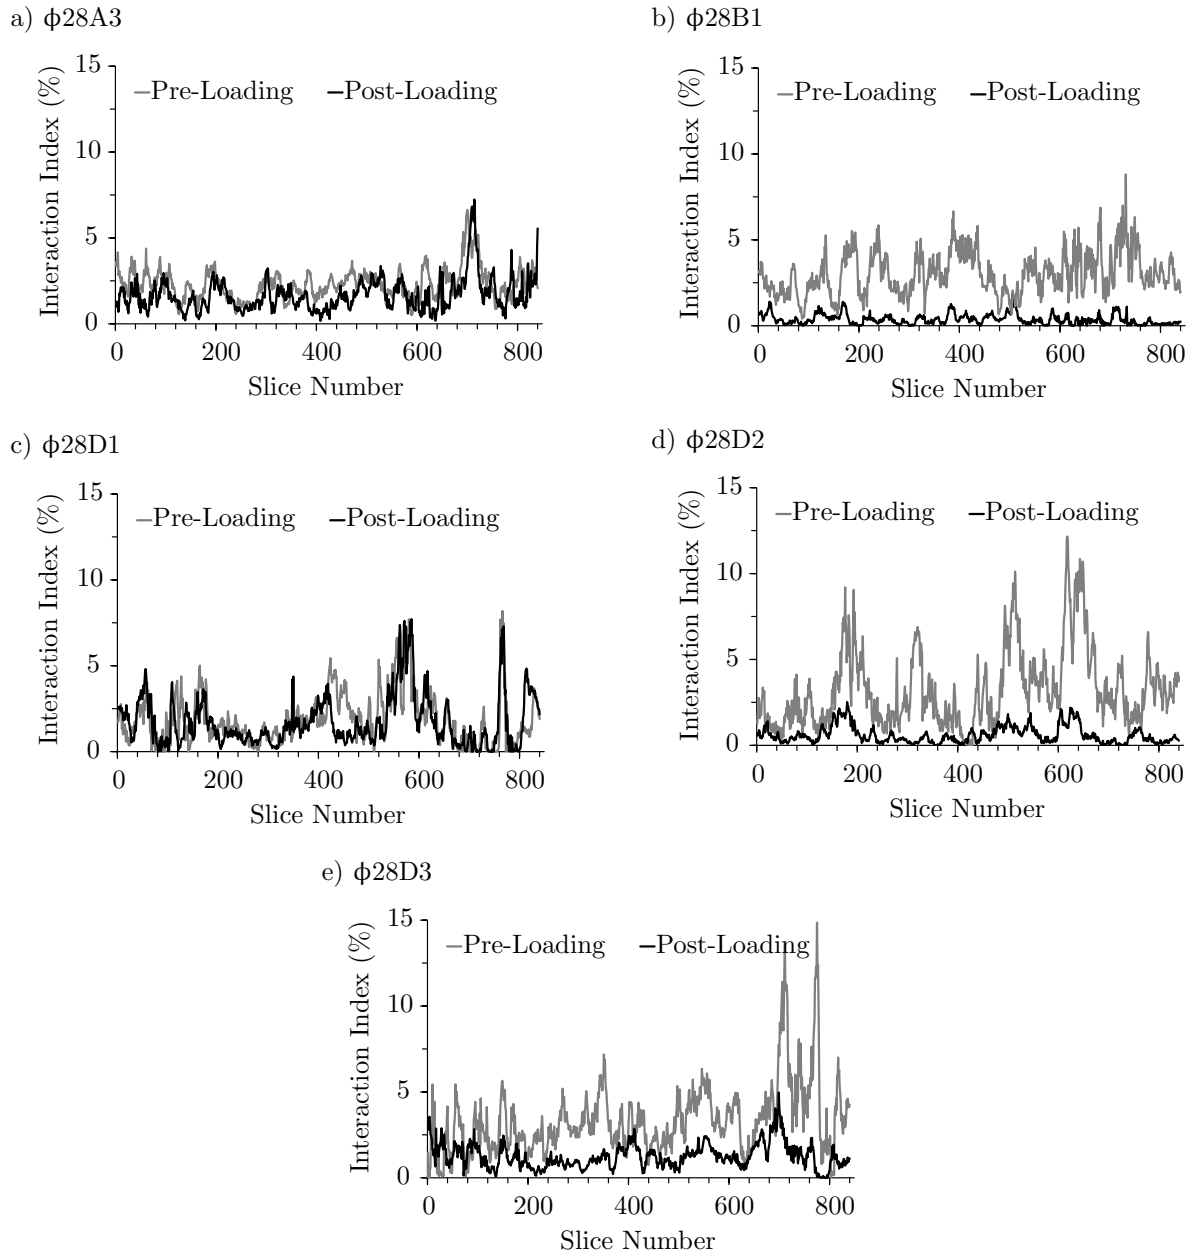 a) ϕ28A3
15
10
5
0
Interaction Index (%)
Pre-Loading Post-Loading
0 200 400 600 800
Slice Number
b) ϕ28B1
15
10
5
0
Interaction Index (%)
Pre-Loading Post-Loading
0 200 400 600 800
Slice Number
c) ϕ28D1
15
10
5
0
Interaction Index (%)
Pre-Loading Post-Loading
0 200 400 600 800
Slice Number
d) ϕ28D2
15
10
5
0
Interaction Index (%)
Pre-Loading Post-Loading
0 200 400 600 800
Slice Number
e) ϕ28D3
15
10
5
0
Interaction Index (%)
Pre-Loading Post-Loading
0 200 400 600 800
Slice Number